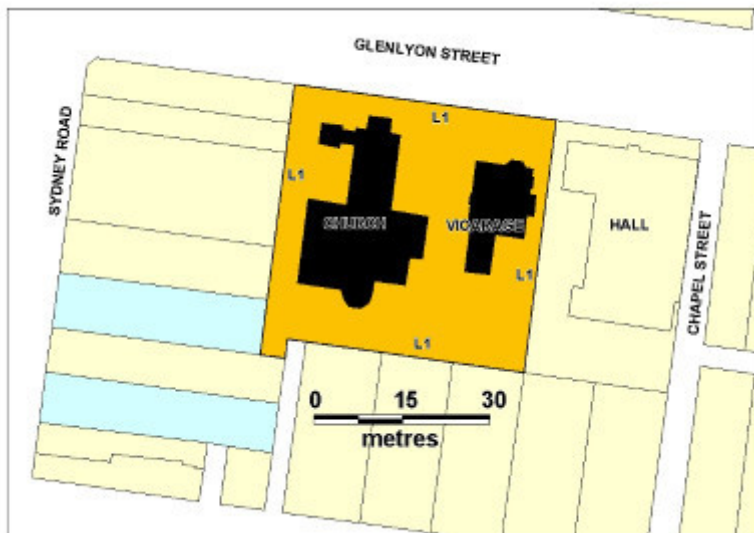 GLENLYON STREET
SYDNEY ROAD
L1
L1
CHURCH
VICARAGE
HALL
L1
CHAPEL STREET
L1
0 15 30
metres